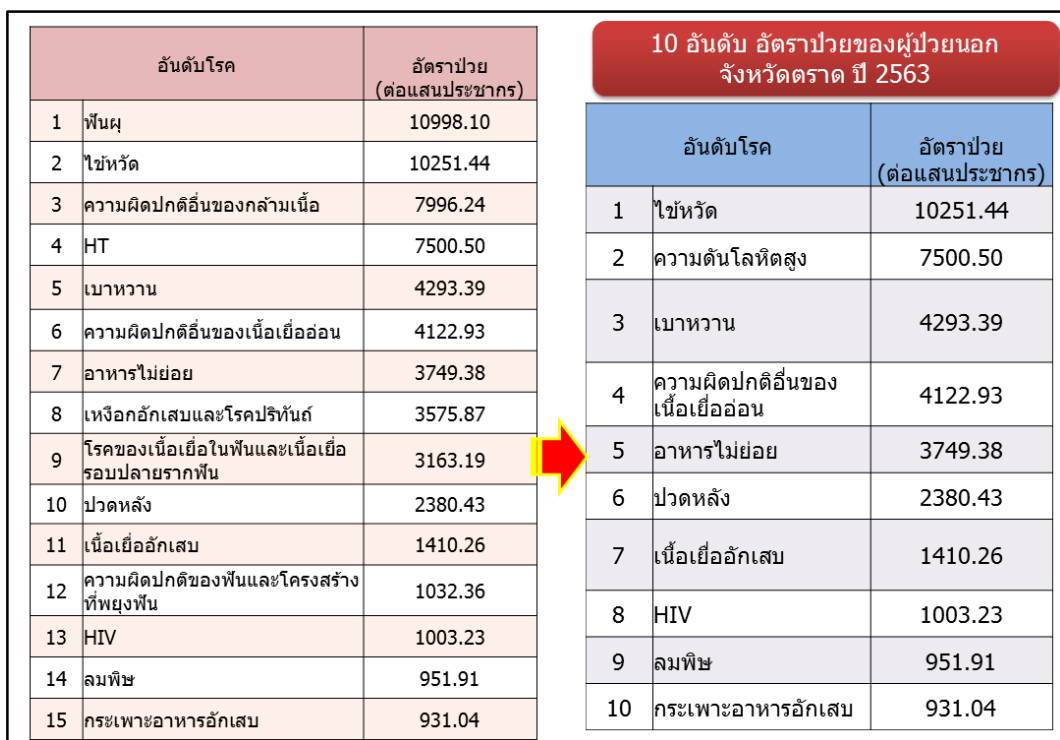 อันดับโรค อัตราป่วย
(ต่อแสนประชากร)
1 ฟันผุ 10998.10
2 ไข้หวัด 10251.44
3 ความผิดปกติอื่นของกล้ามเนื้อ 7996.24
4 HT 7500.50
5 เบาหวาน 4293.39
6 ความผิดปกติอื่นของเนื้อเยื่ออ่อน 4122.93
7 อาหารไม่ย่อย 3749.38
8 เหงือกอักเสบและโรคปริทันถ์ 3575.87
9 โรคของเนื้อเยื่อในฟันและเนื้อเยื่อ
รอบปลายรากฟัน 3163.19
10 ปวดหลัง 2380.43
11 เนื้อเยื่ออักเสบ 1410.26
12 ความผิดปกติของฟันและโครงสร้าง
ที่พยุงฟัน 1032.36
13 HIV 1003.23
14 ลมพิษ 951.91
15 กระเพาะอาหารอักเสบ 931.04
10 อันดับ อัตราป่วยของผู้ป่วยนอก
จังหวัดตราด ปี 2563
อันดับโรค อัตราป่วย
(ต่อแสนประชากร)
1 ไข้หวัด 10251.44
2 ความดันโลหิตสูง 7500.50
3 เบาหวาน 4293.39
4 ความผิดปกติอื่นของ
เนื้อเยื่ออ่อน 4122.93
5 อาหารไม่ย่อย 3749.38
6 ปวดหลัง 2380.43
7 เนื้อเยื่ออักเสบ 1410.26
8 HIV 1003.23
9 ลมพิษ 951.91
10 กระเพาะอาหารอักเสบ 931.04